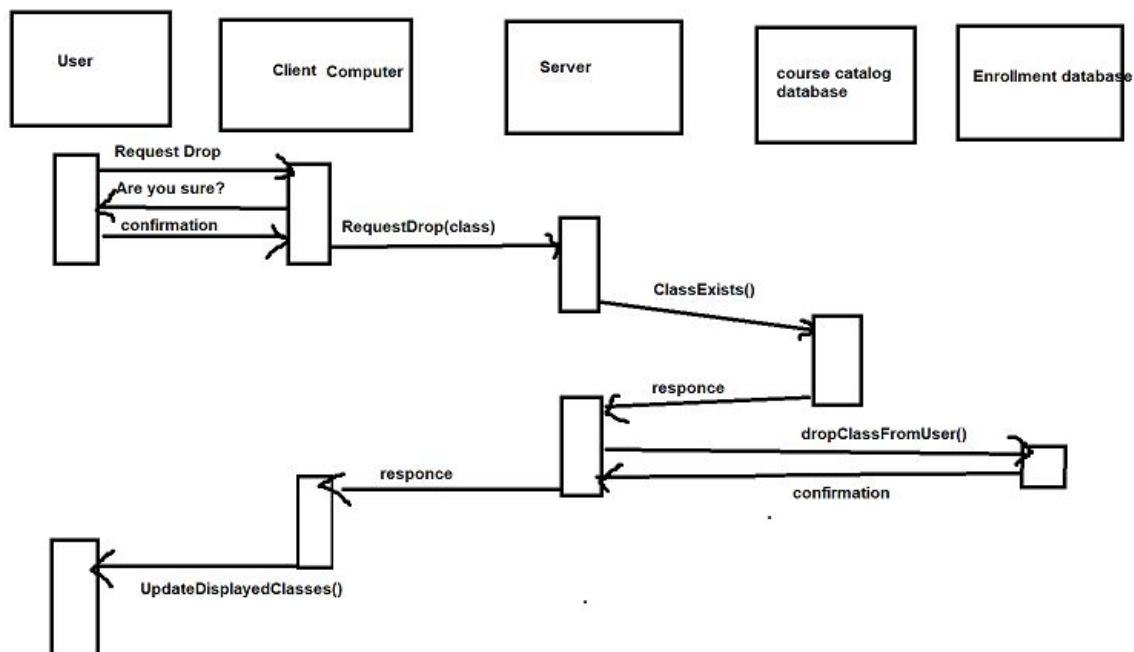 User
Client Computer
Server
course catalog
database
Enrollment database
Request Drop
Are you sure?
confirmation
RequestDrop(class)
ClassExists()
responce
dropClassFromUser()
responce
confirmation
UpdateDisplayedClasses()